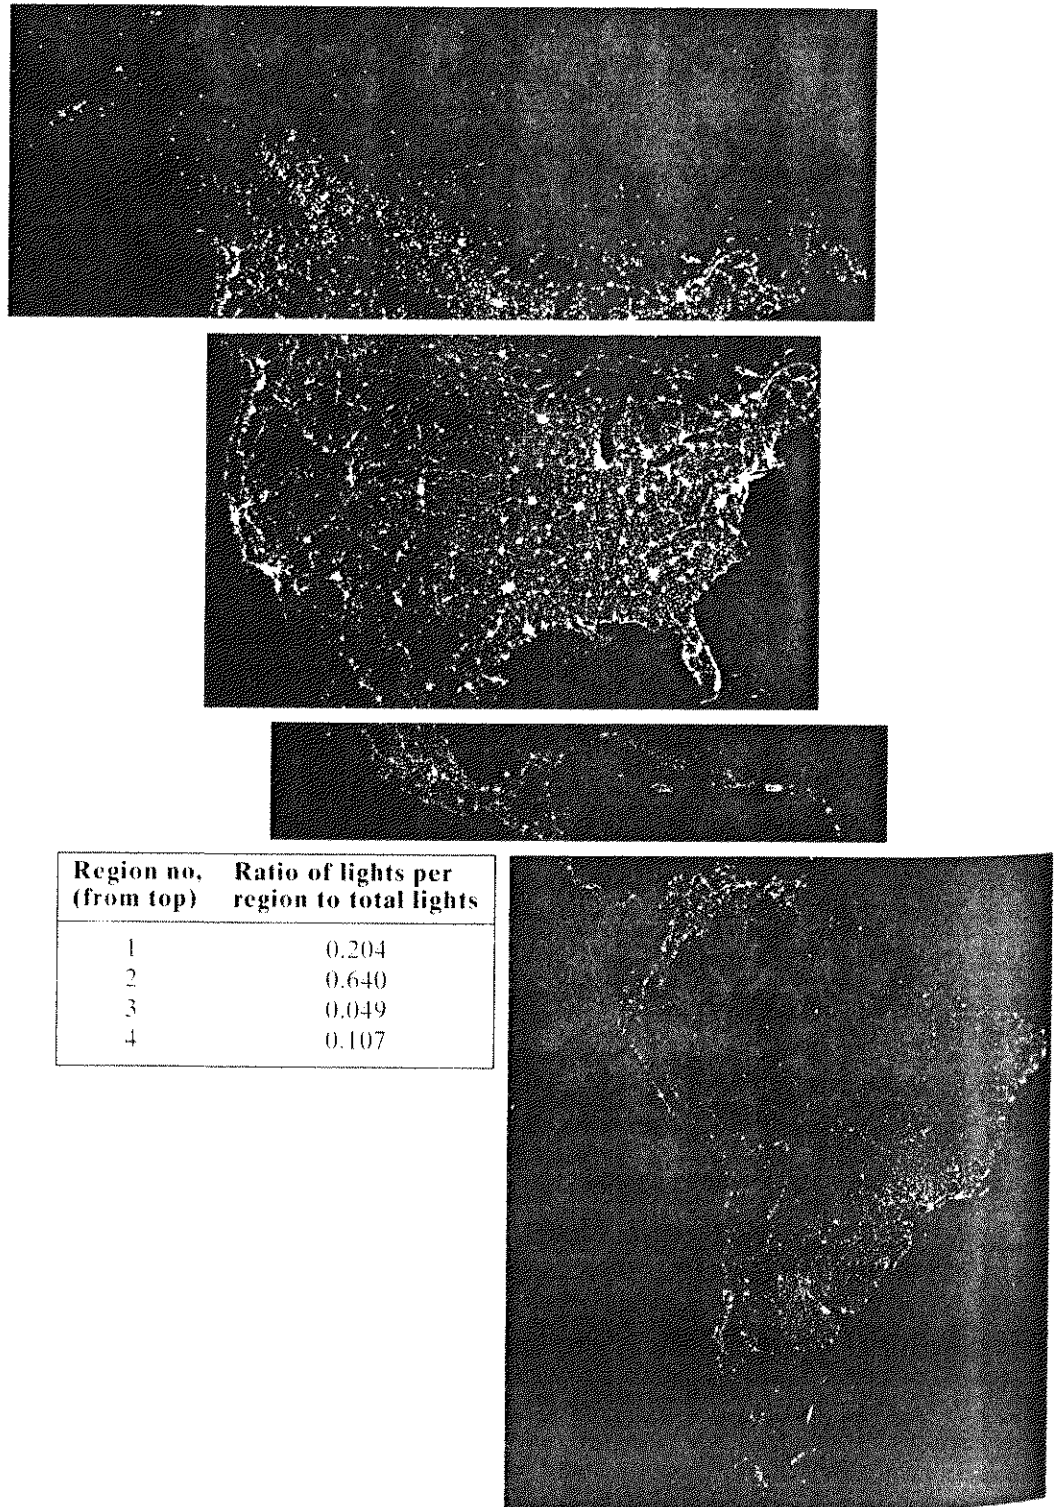 Region no. Ratio of lights per
(from top) region to total lights
1 0.204
2 0.640
3 0.049
4 0.107